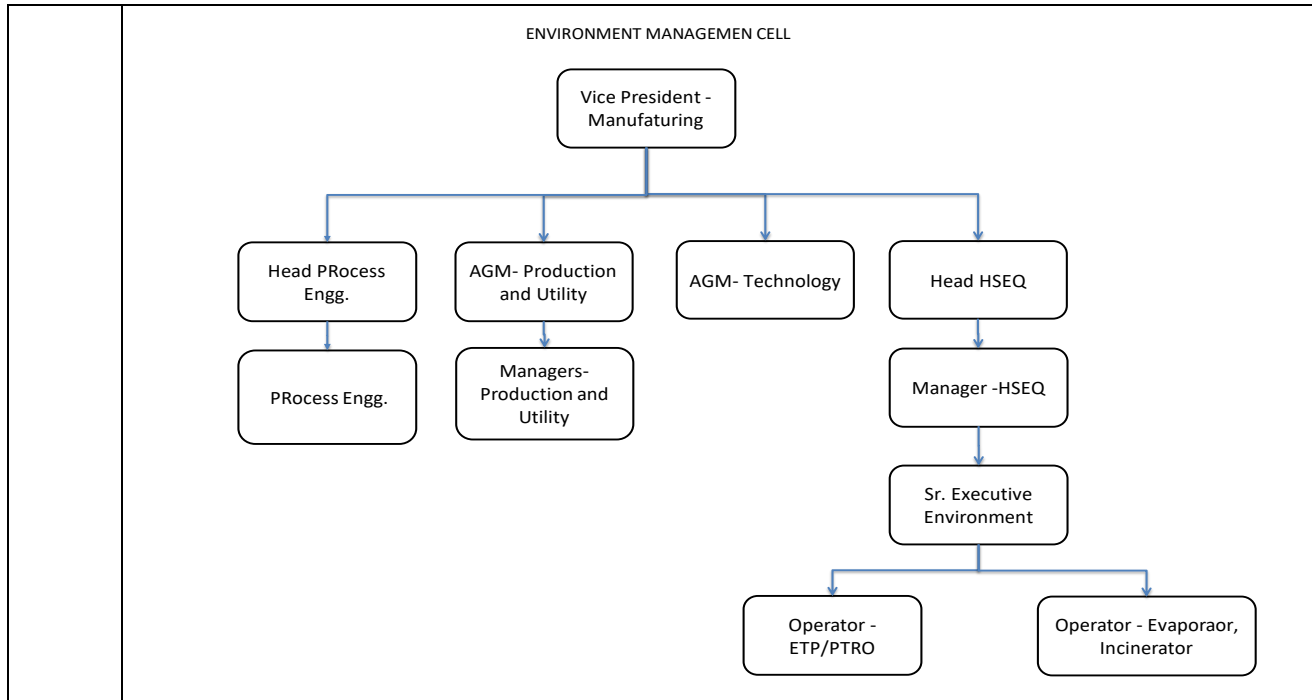 ENVIRONMENT MANAGEMEN CELL
Vice President -
Manufaturing
Head PRocess
Engg.
AGM- Production
and Utility
AGM- Technology
Head HSEQ
PRocess Engg.
Managers-
Production and
Utility
Manager -HSEQ
Sr. Executive
Environment
Operator -
ETP/PTRO
Operator - Evaporaor,
Incinerator